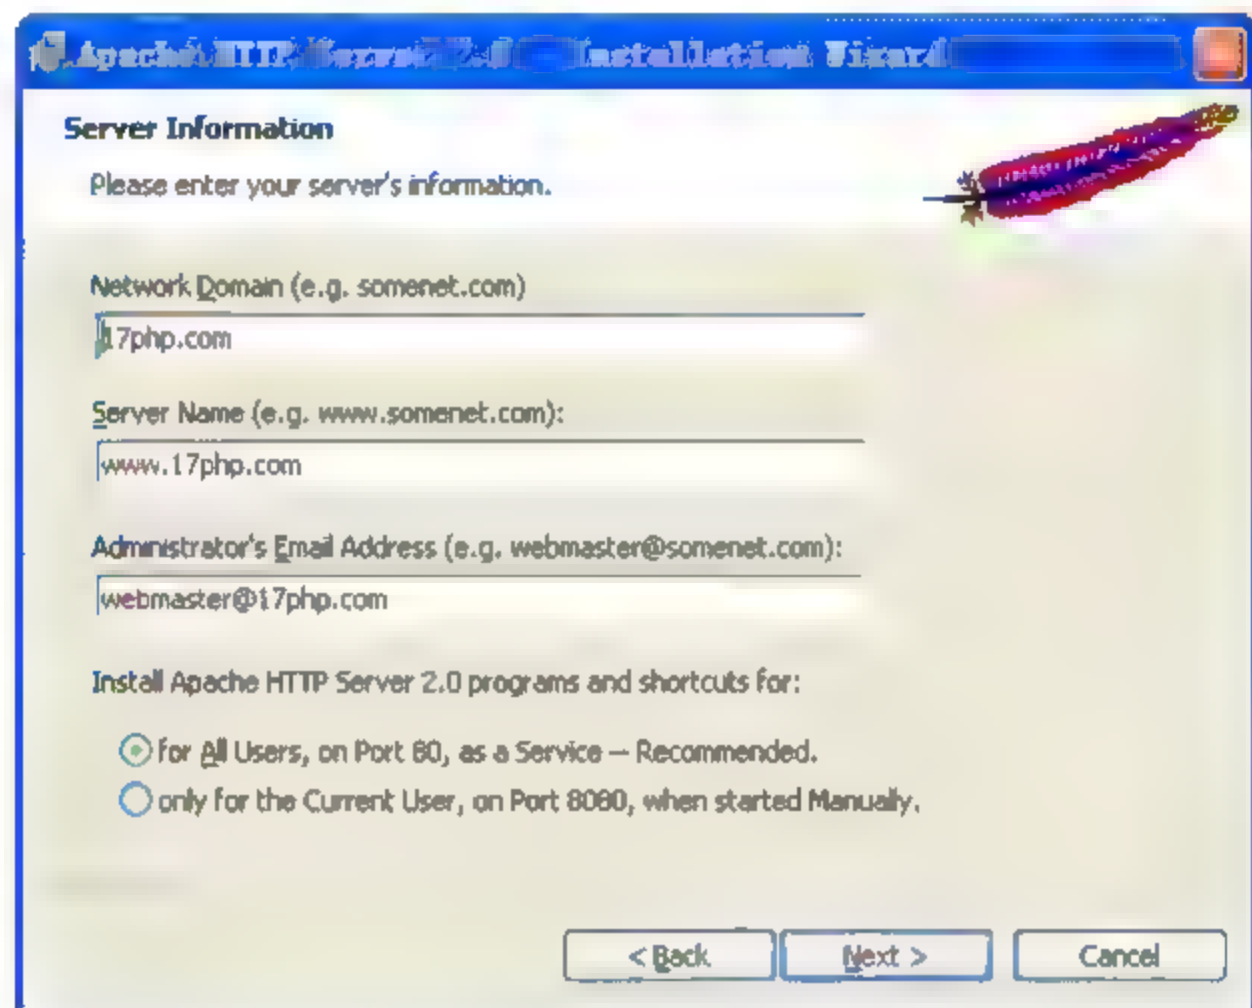 Apache HTTP Server 2.0 - Installation Wizard
Server Information
Please enter your server's information.
Network Domain (e.g. somenet.com)
17php.com
Server Name (e.g. www.somenet.com):
www.17php.com
Administrator's Email Address (e.g. webmaster@somenet.com):
webmaster@17php.com
Install Apache HTTP Server 2.0 programs and shortcuts for:
for All Users, on Port 80, as a Service -- Recommended.
only for the Current User, on Port 8080, when started Manually.
< Back Next > Cancel